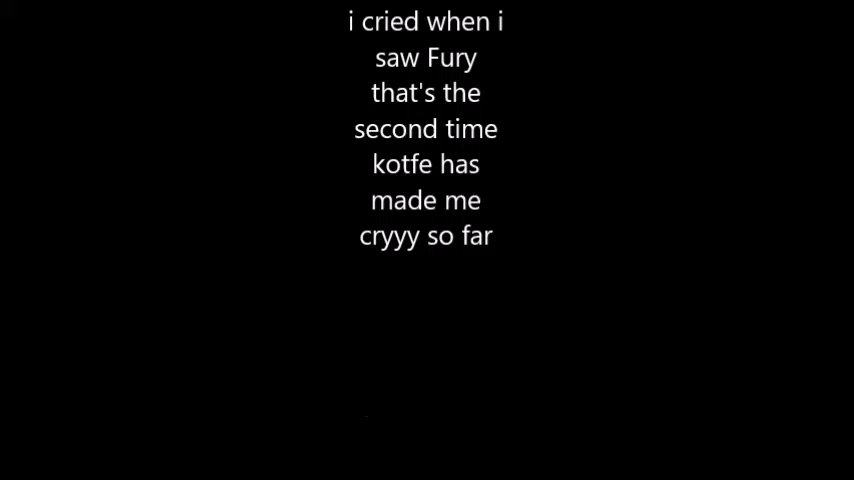 i cried when i
saw Fury
that's the
second time
kotfe has
made me
cryyy so far